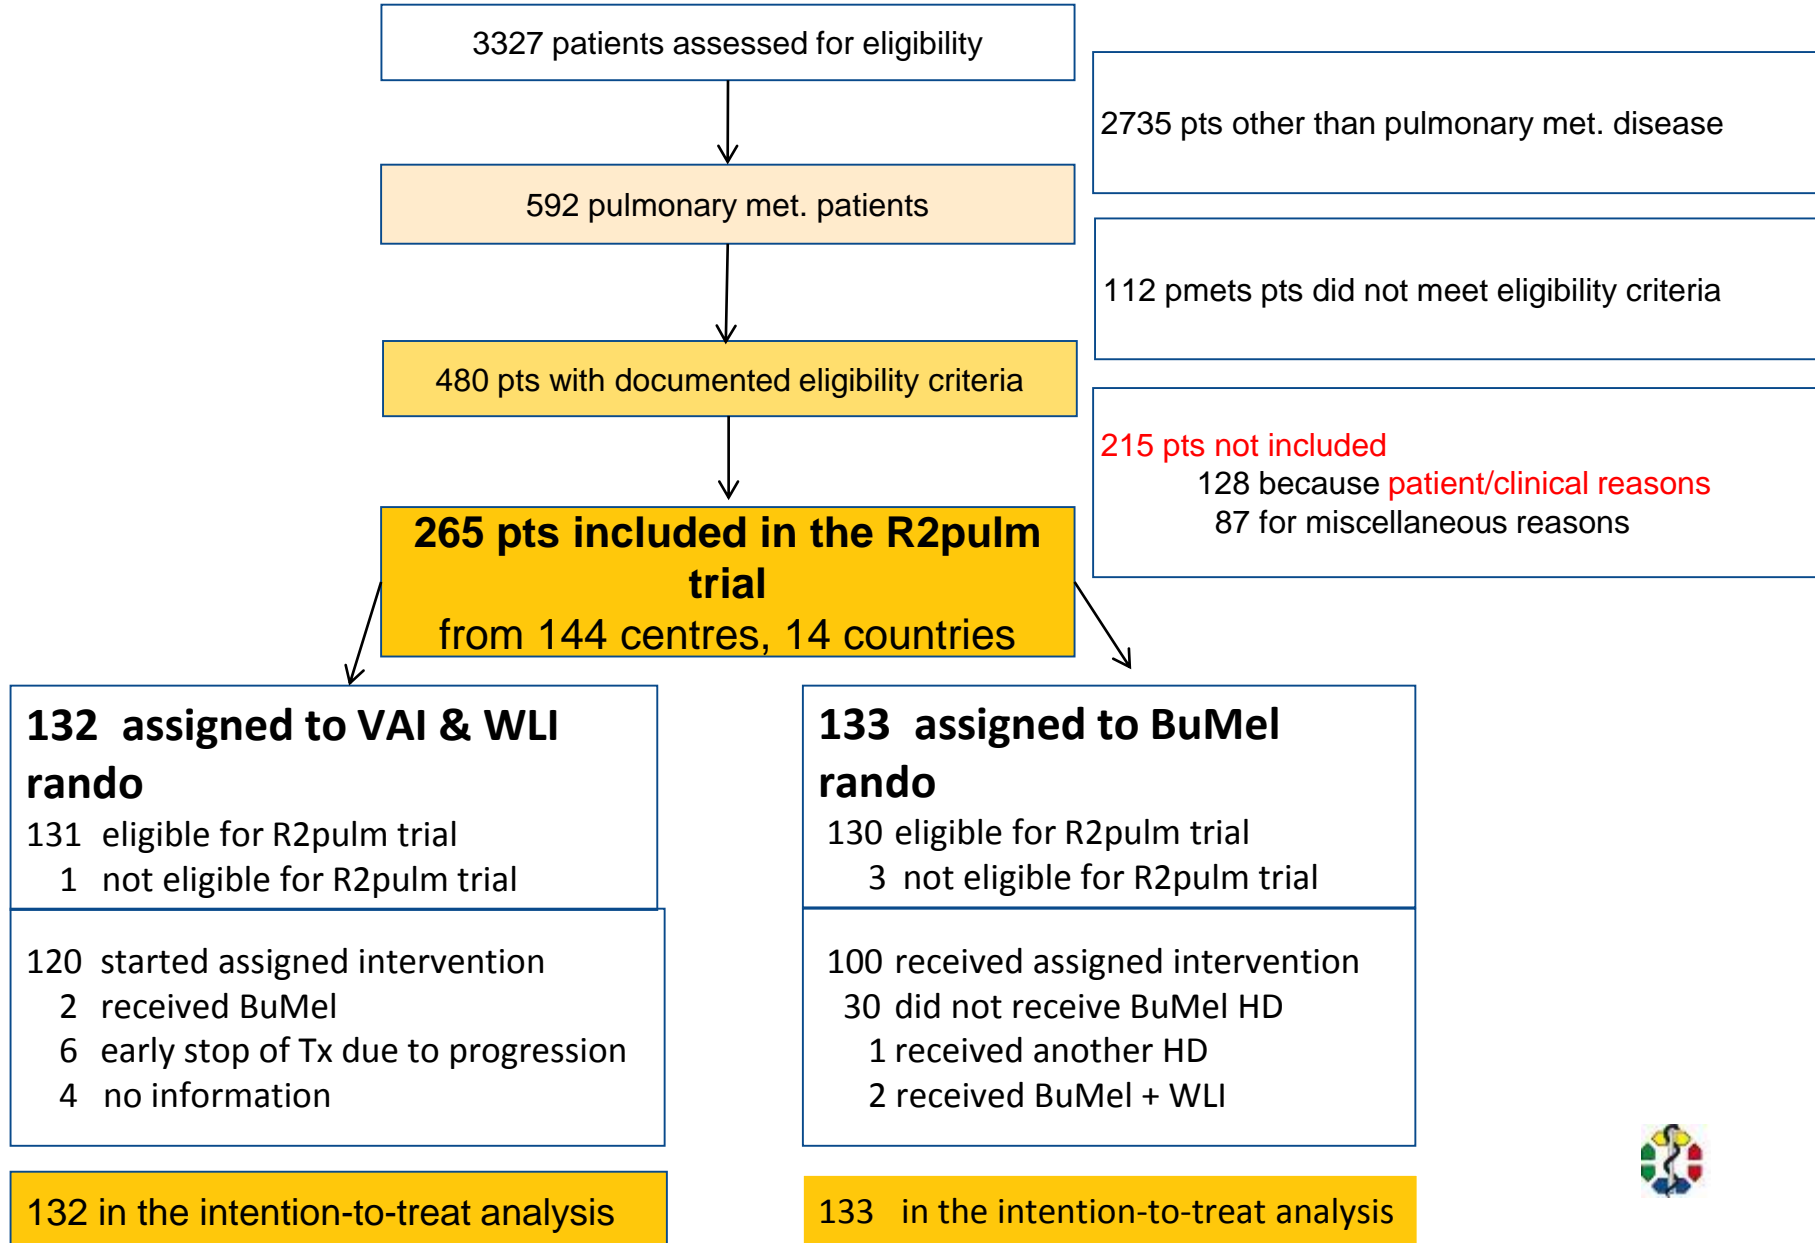 3327 patients assessed for eligibility
2735 pts other than pulmonary met. disease
592 pulmonary met. patients
112 pmets pts did not meet eligibility criteria
480 pts with documented eligibility criteria
215 pts not included
128 because patient/clinical reasons
87 for miscellaneous reasons
265 pts included in the R2pulm
trial
from 144 centres, 14 countries
132 assigned to VAI & WLI
rando
131 eligible for R2pulm trial
1 not eligible for R2pulm trial
120 started assigned intervention
2 received BuMel
6 early stop of Tx due to progression
4 no information
132 in the intention-to-treat analysis
133 assigned to BuMel
rando
130 eligible for R2pulm trial
3 not eligible for R2pulm trial
100 received assigned intervention
30 did not receive BuMel HD
1 received another HD
2 received BuMel + WLI
133 in the intention-to-treat analysis